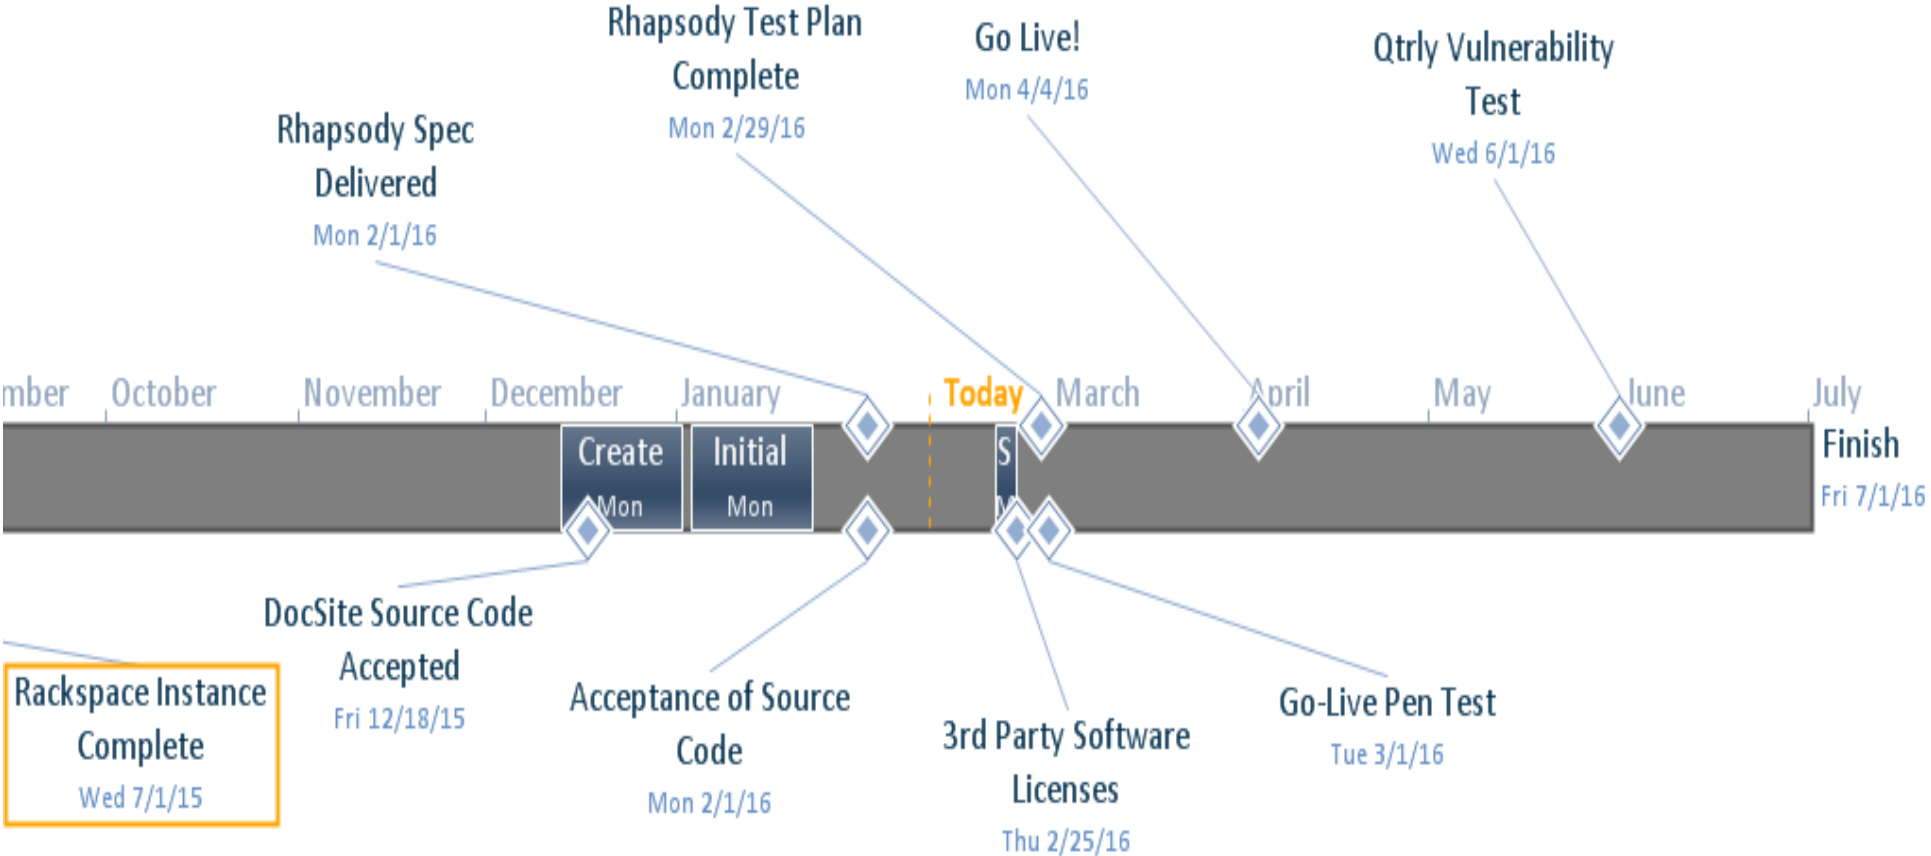 Rhapsody Test Plan
Complete
Mon 2/29/16
Go Live!
Mon 4/4/16
Qtrly Vulnerability
Test
Wed 6/1/16
Rhapsody Spec
Delivered
Mon 2/1/16
mber
October
November
December
January
Today
March
April
May
June
July
Create
Mon
Initial
Mon
S
M
Finish
Fri 7/1/16
DocSite Source Code
Accepted
Fri 12/18/15
Rackspace Instance
Complete
Wed 7/1/15
Acceptance of Source
Code
Mon 2/1/16
3rd Party Software
Licenses
Thu 2/25/16
Go-Live Pen Test
Tue 3/1/16